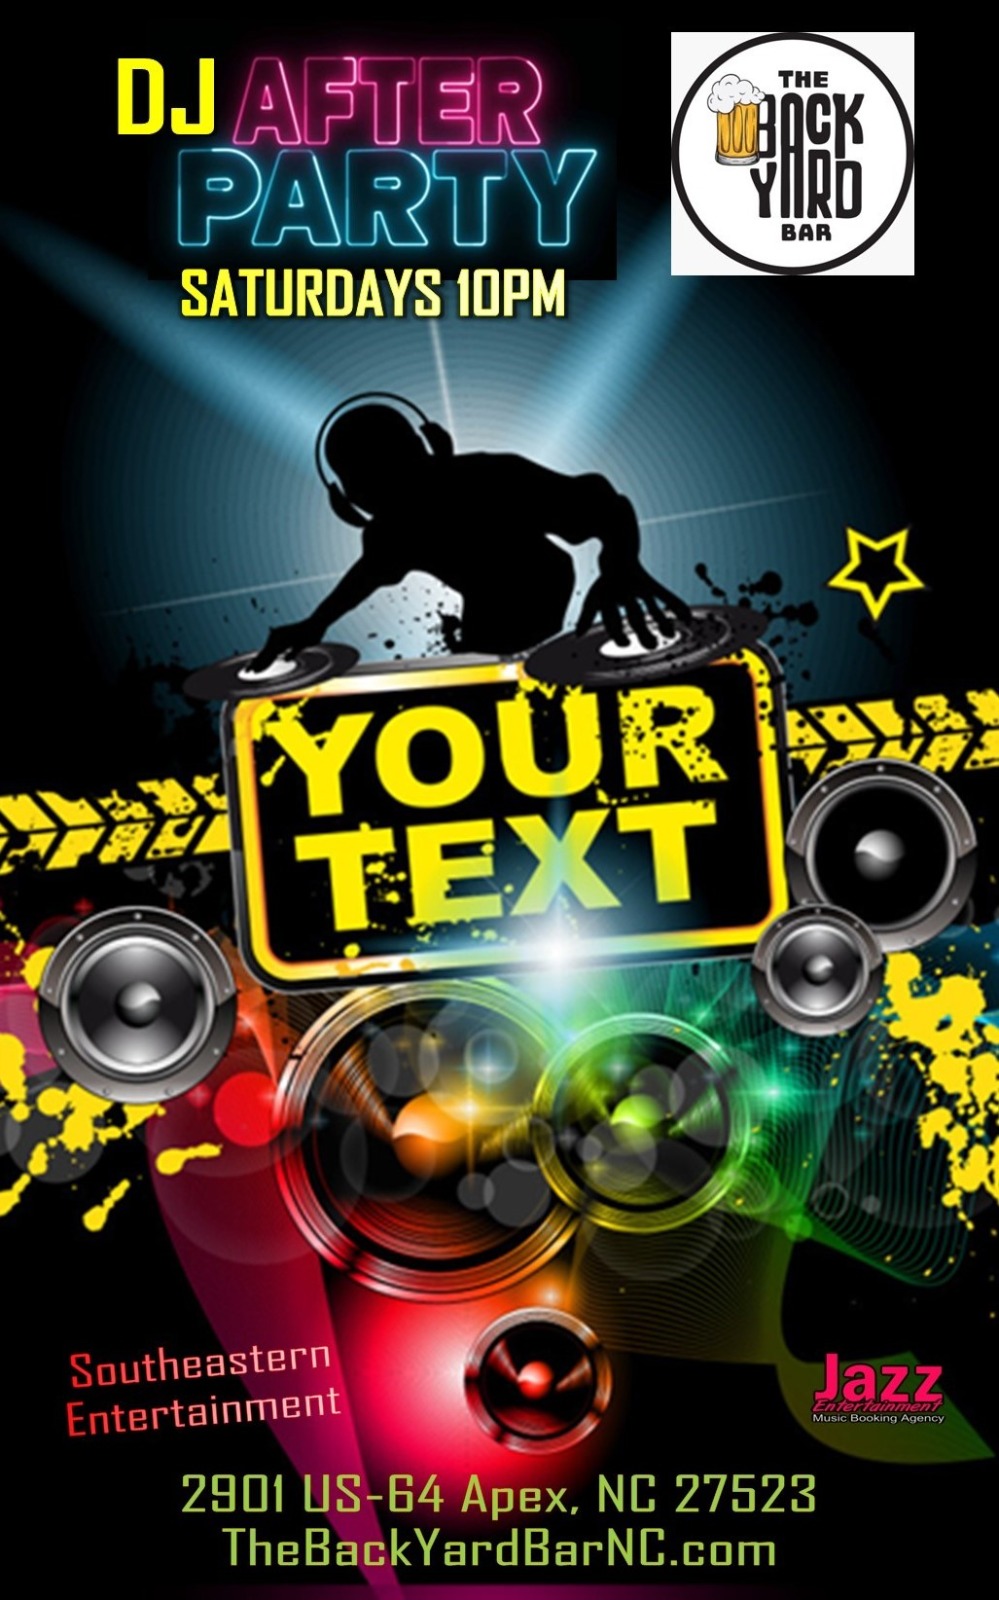 DJ AFTER
PARTY
SATURDAYS 10PM
THE
BACK
YARD
BAR
YOUR
TEXT
Southeastern
Entertainment
Jazz
Entertainment
Music Booking Agency
2901 US-64 Apex, NC 27523
TheBackYardBarNC.com